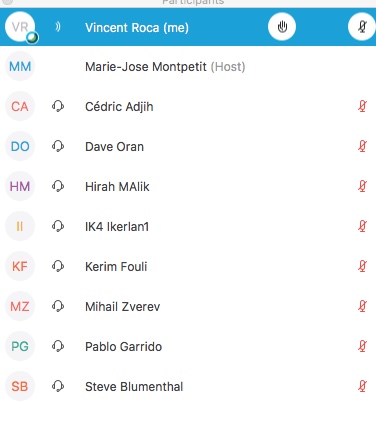 Participants
VR Vincent Roca (me)
MM Marie-Jose Montpetit (Host)
CA Cédric Adjih
DO Dave Oran
HM Hirah MAlik
II IK4 Ikerlan1
KF Kerim Fouli
MZ Mihail Zverev
PG Pablo Garrido
SB Steve Blumenthal